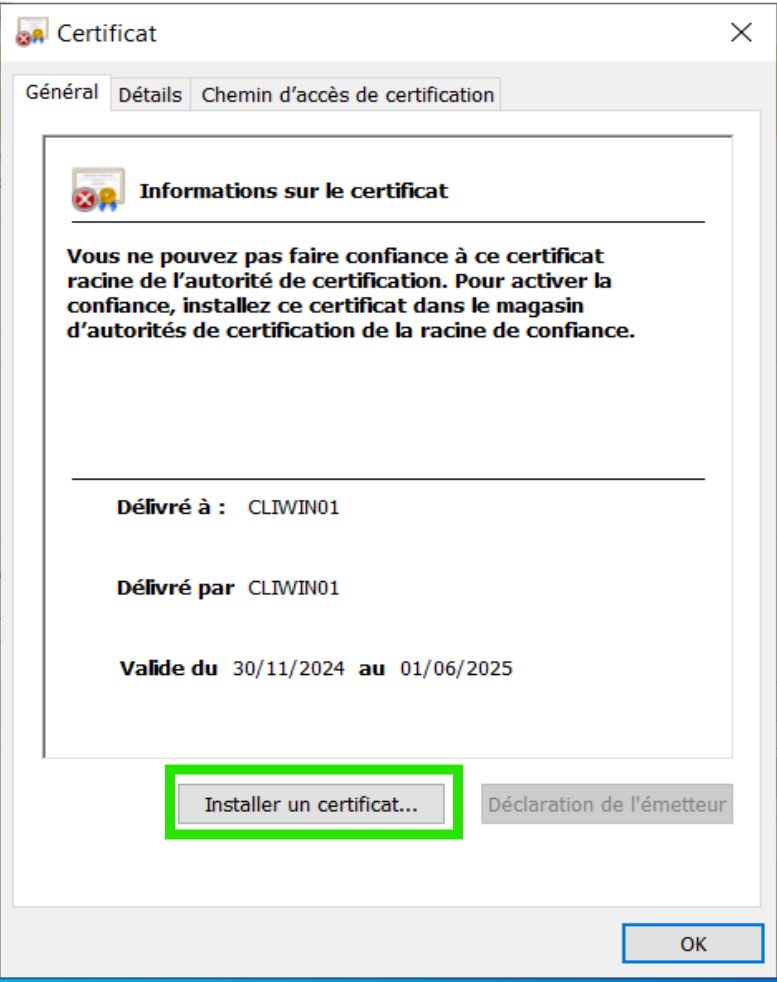 Certificat
Général Détails Chemin d’accès de certification
Informations sur le certificat
Vous ne pouvez pas faire confiance à ce certificat
racine de l’autorité de certification. Pour activer la
confiance, installez ce certificat dans le magasin
d’autorités de certification de la racine de confiance.
Délivré à : CLIWIN01
Délivré par CLIWIN01
Valide du 30/11/2024 au 01/06/2025
Installer un certificat... Déclaration de l'émetteur
OK